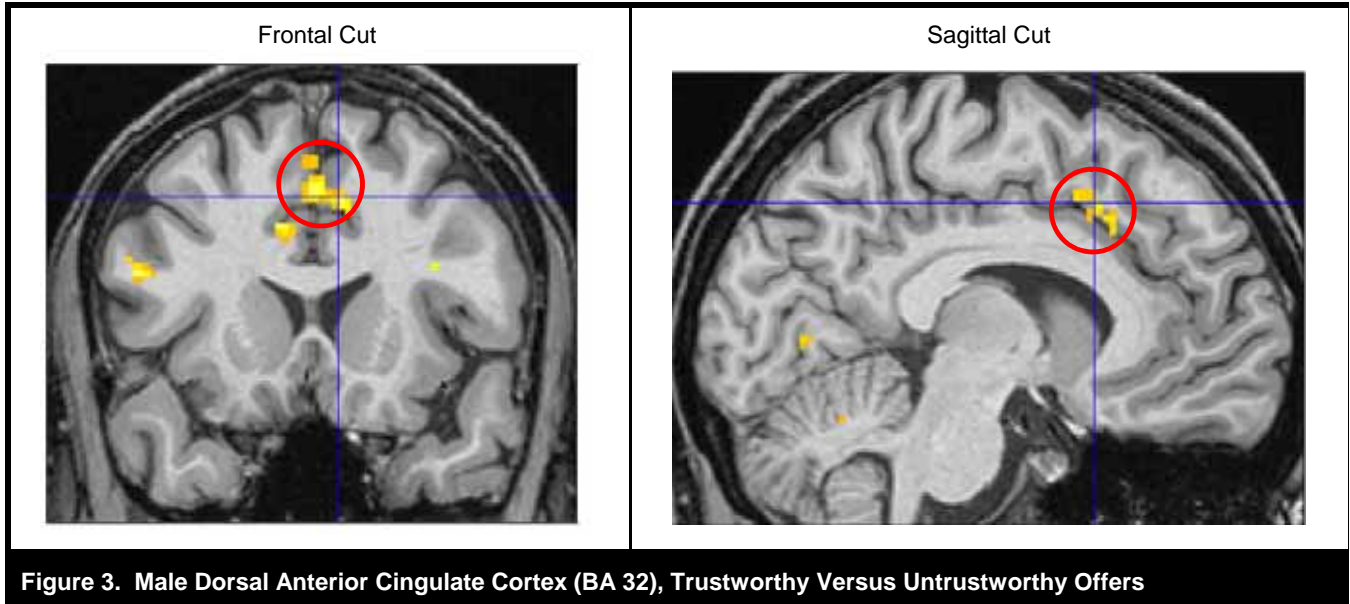 Frontal Cut
Sagittal Cut
Figure 3. Male Dorsal Anterior Cingulate Cortex (BA 32), Trustworthy Versus Untrustworthy Offers